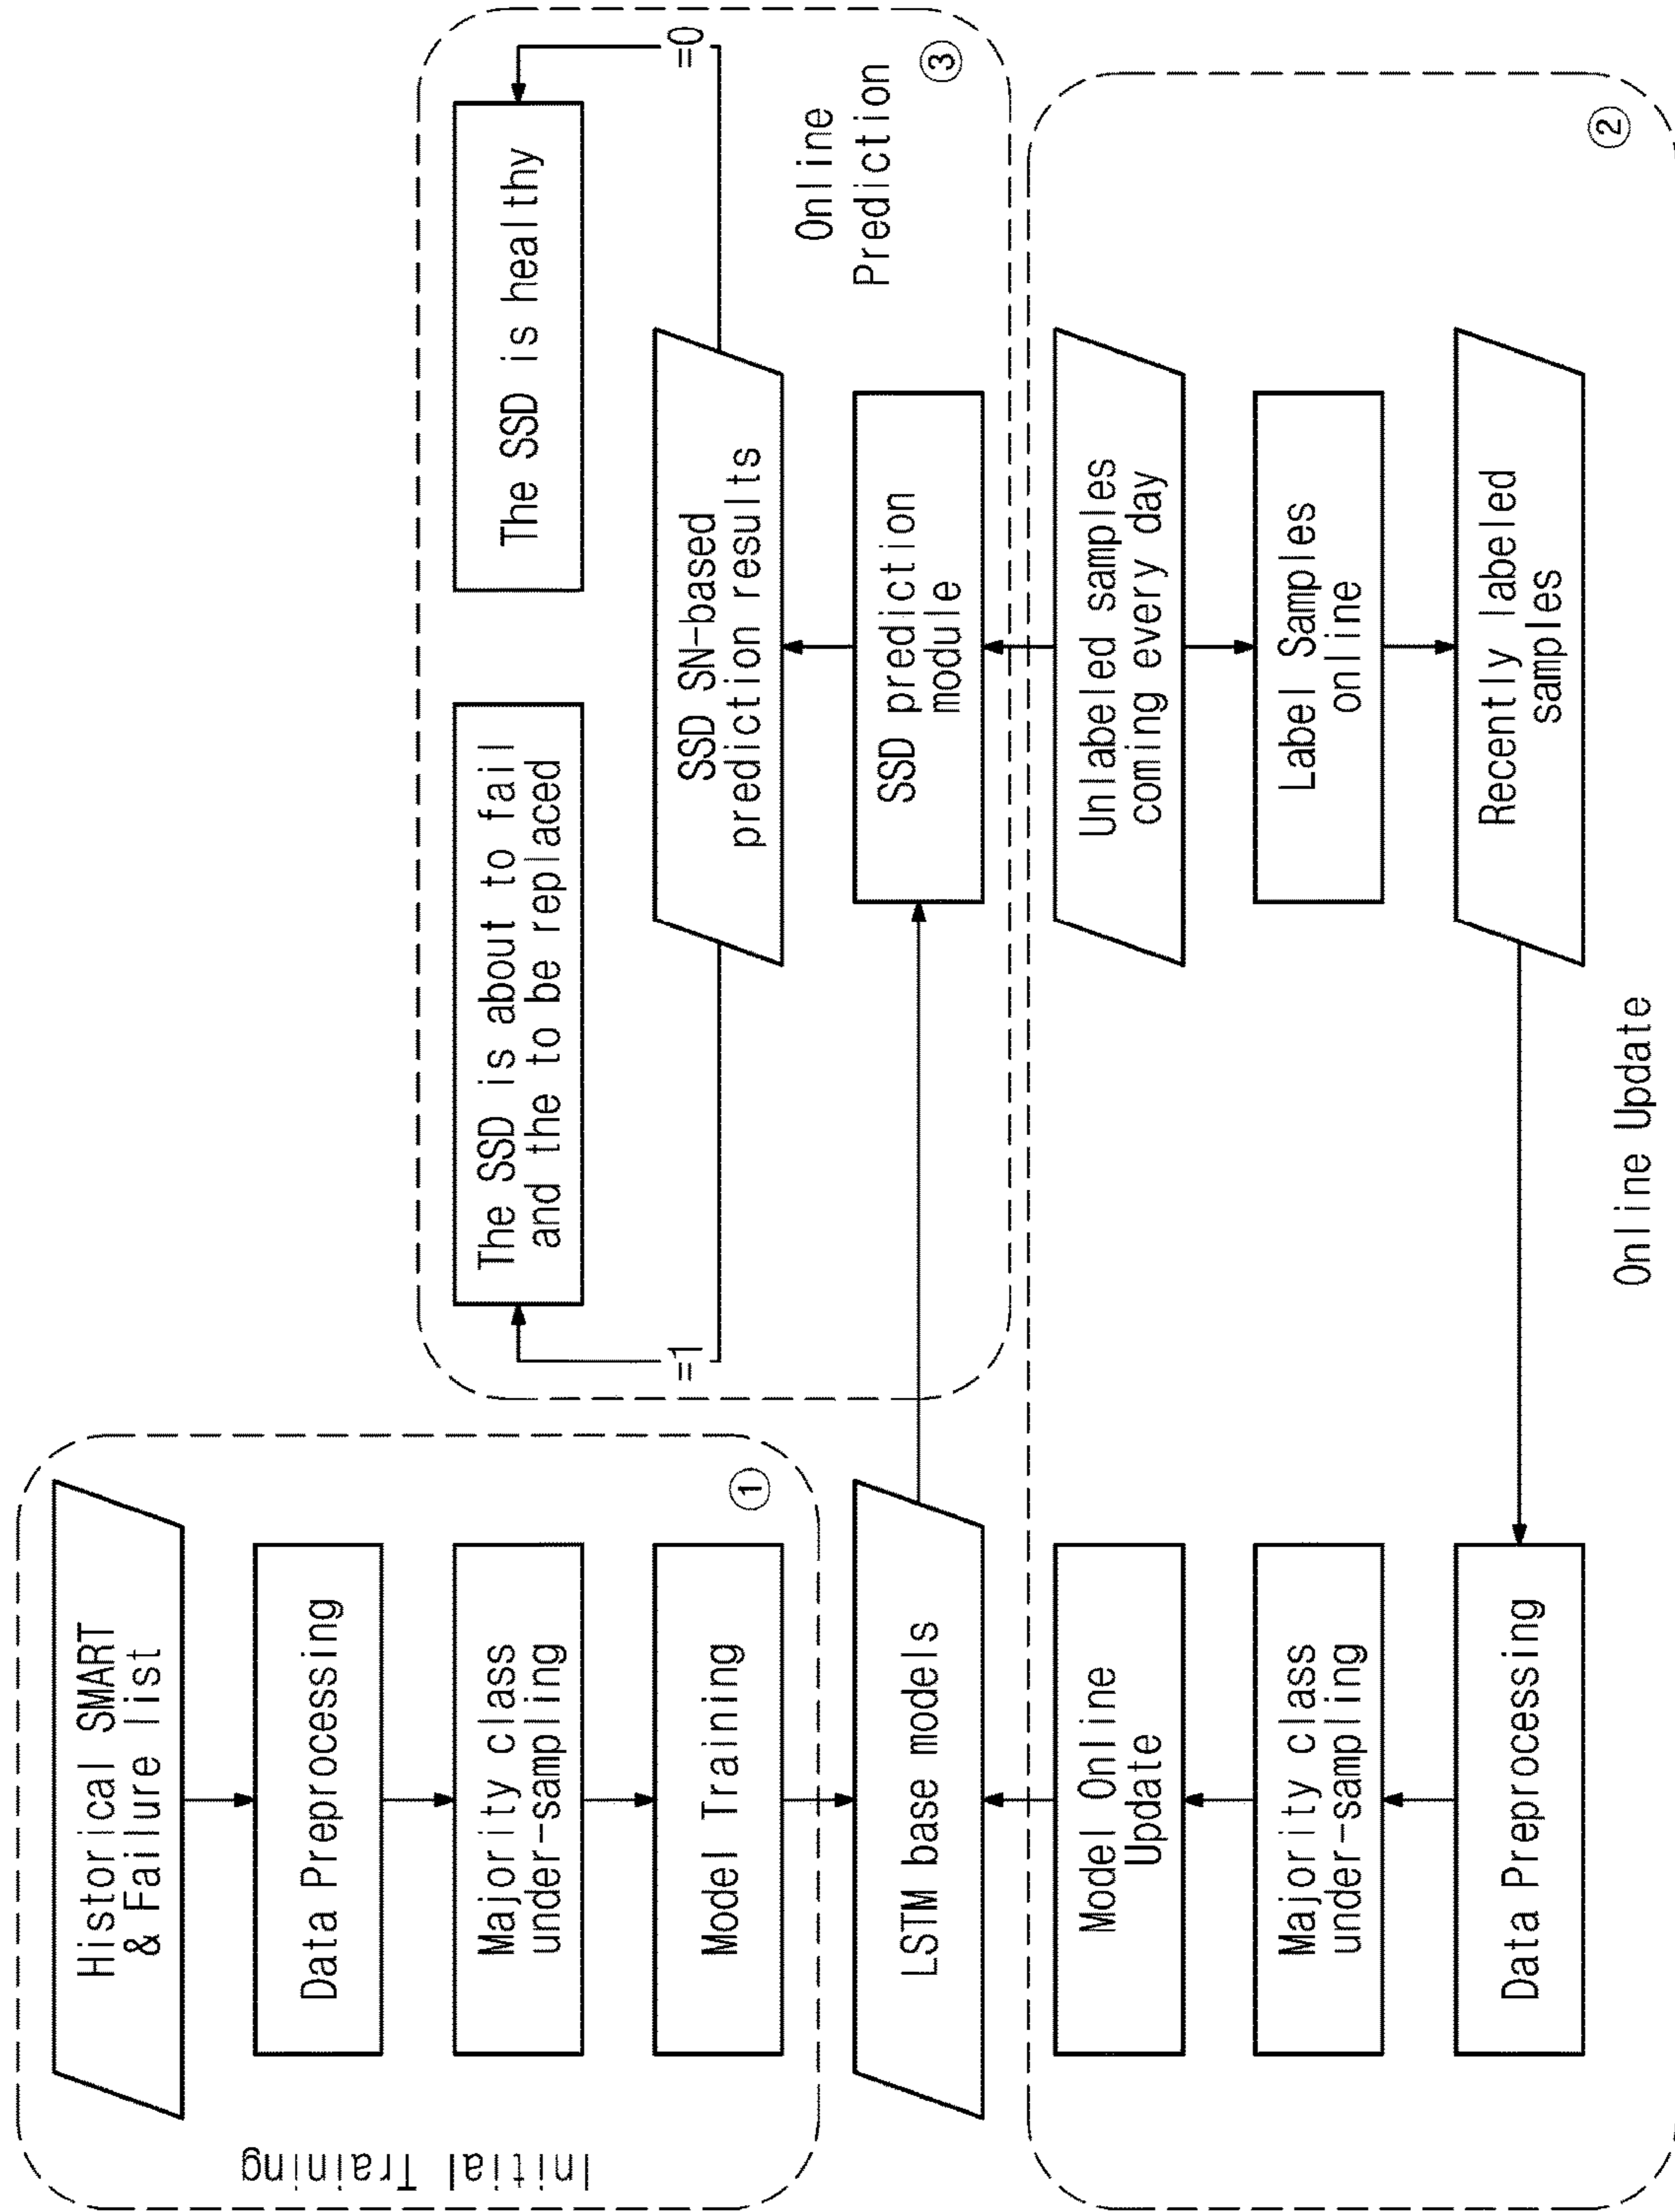 Historical SMART
& Failure list
Data Preprocessing
Majority class
under-sampling
Model Training
①
Initial Training
LSTM base models
Model Online
Update
Majority class
under-sampling
Data Preprocessing
The SSD is about to fail
and the to be replaced
The SSD is healthy
=1
=0
SSD SN-based
prediction results
SSD prediction
module
Online
Prediction
③
Unlabeled samples
coming every day
Label Samples
online
Recently labeled
samples
②
Online Update